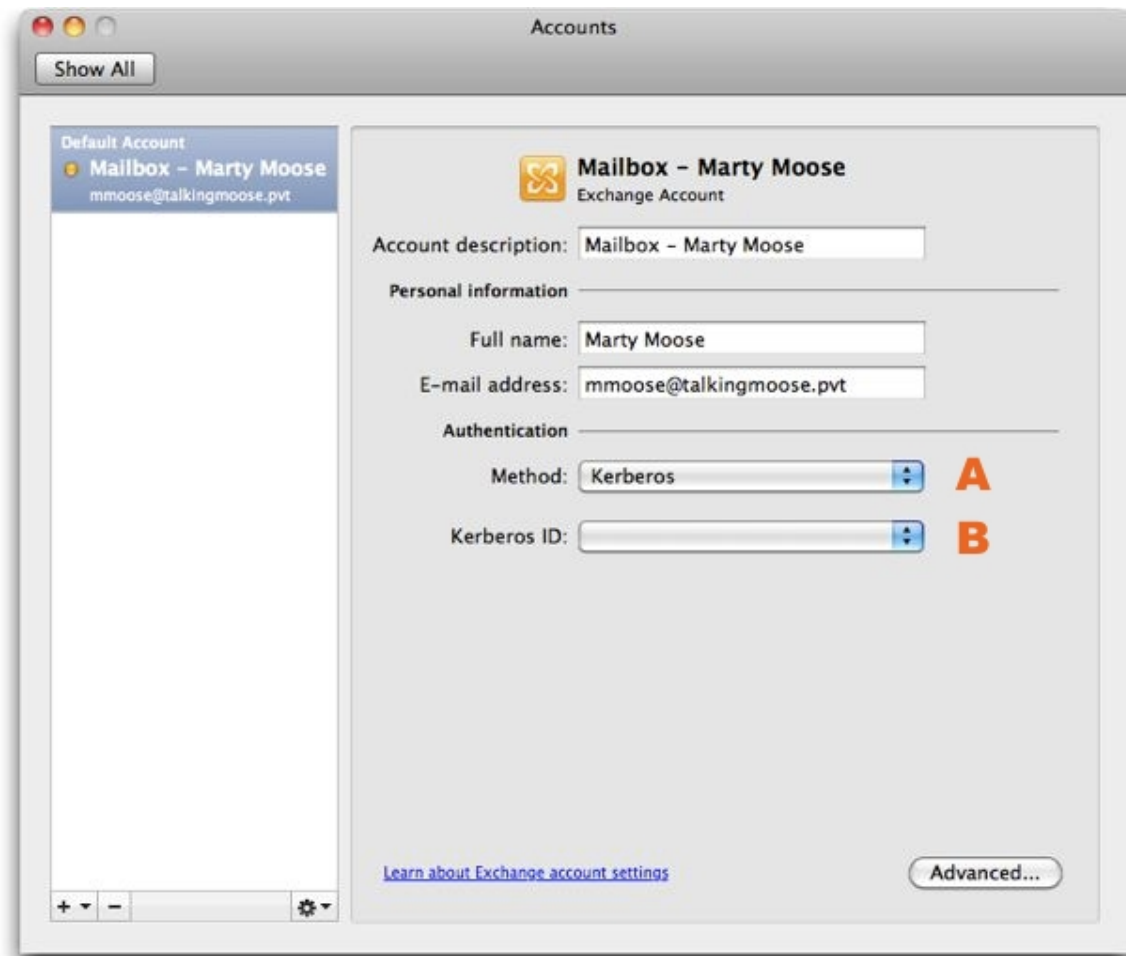 Accounts
Show All
Default Account
Mailbox - Marty Moose
mmoose@talkingmoose.pvt
Mailbox - Marty Moose
Exchange Account
Account description: Mailbox - Marty Moose
Personal information
Full name: Marty Moose
E-mail address: mmoose@talkingmoose.pvt
Authentication
Method: Kerberos A
Kerberos ID: B
Learn about Exchange account settings Advanced...